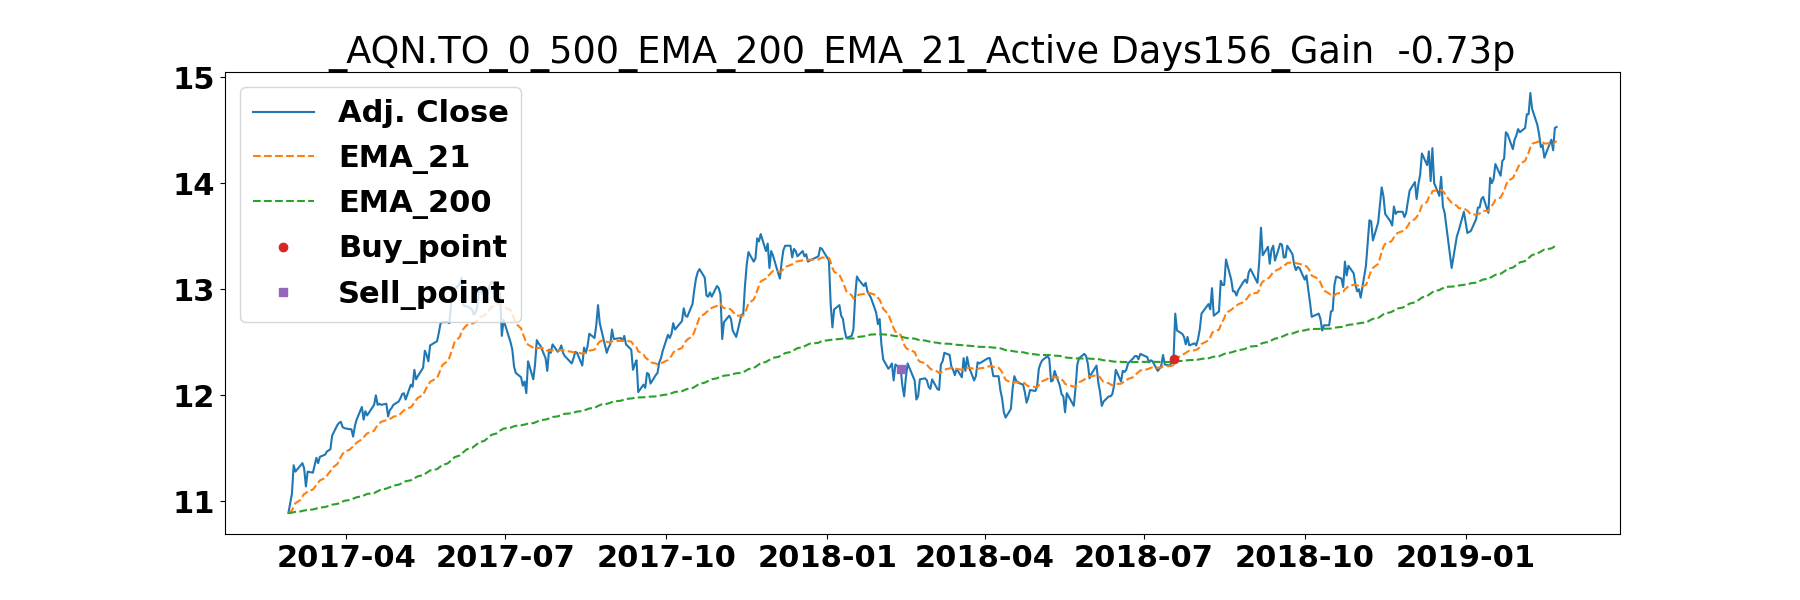 _AQN.TO_0_500_EMA_200_EMA_21_Active Days156_Gain  -0.73p
15
14
13
12
11
Adj. Close
EMA_21
EMA_200
Buy_point
Sell_point
2017-04 2017-07 2017-10 2018-01 2018-04 2018-07 2018-10 2019-01